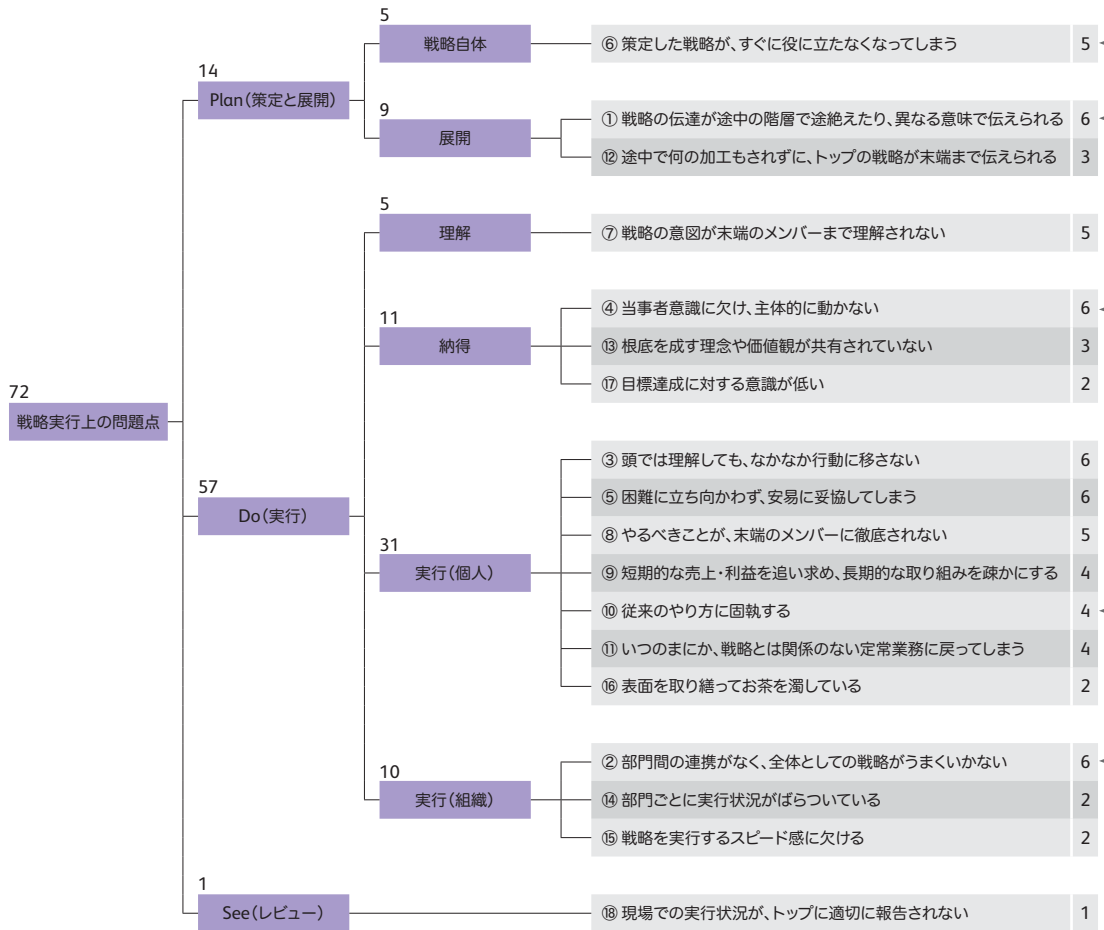 72
戦略実行上の問題点
14
Plan（策定と展開）
5
戦略自体
⑥ 策定した戦略が、すぐに役に立たなくなってしまう 5
9
展開
① 戦略の伝達が途中の階層で途絶えたり、異なる意味で伝えられる 6
⑫ 途中で何の加工もされずに、トップの戦略が末端まで伝えられる 3
57
Do（実行）
5
理解
⑦ 戦略の意図が末端のメンバーまで理解されない 5
11
納得
④ 当事者意識に欠け、主体的に動かない 6
⑬ 根底を成す理念や価値観が共有されていない 3
⑰ 目標達成に対する意識が低い 2
31
実行（個人）
③ 頭では理解しても、なかなか行動に移さない 6
⑤ 困難に立ち向かわず、安易に妥協してしまう 6
⑧ やるべきことが、末端のメンバーに徹底されない 5
⑨ 短期的な売上・利益を追い求め、長期的な取り組みを疎かにする 4
⑩ 従来のやり方に固執する 4
⑪ いつのまにか、戦略とは関係のない定常業務に戻ってしまう 4
⑯ 表面を取り繕ってお茶を濁している 2
10
実行（組織）
② 部門間の連携がなく、全体としての戦略がうまくいかない 6
⑭ 部門ごとに実行状況がばらついている 2
⑮ 戦略を実行するスピード感に欠ける 2
1
See（レビュー）
⑱ 現場での実行状況が、トップに適切に報告されない 1